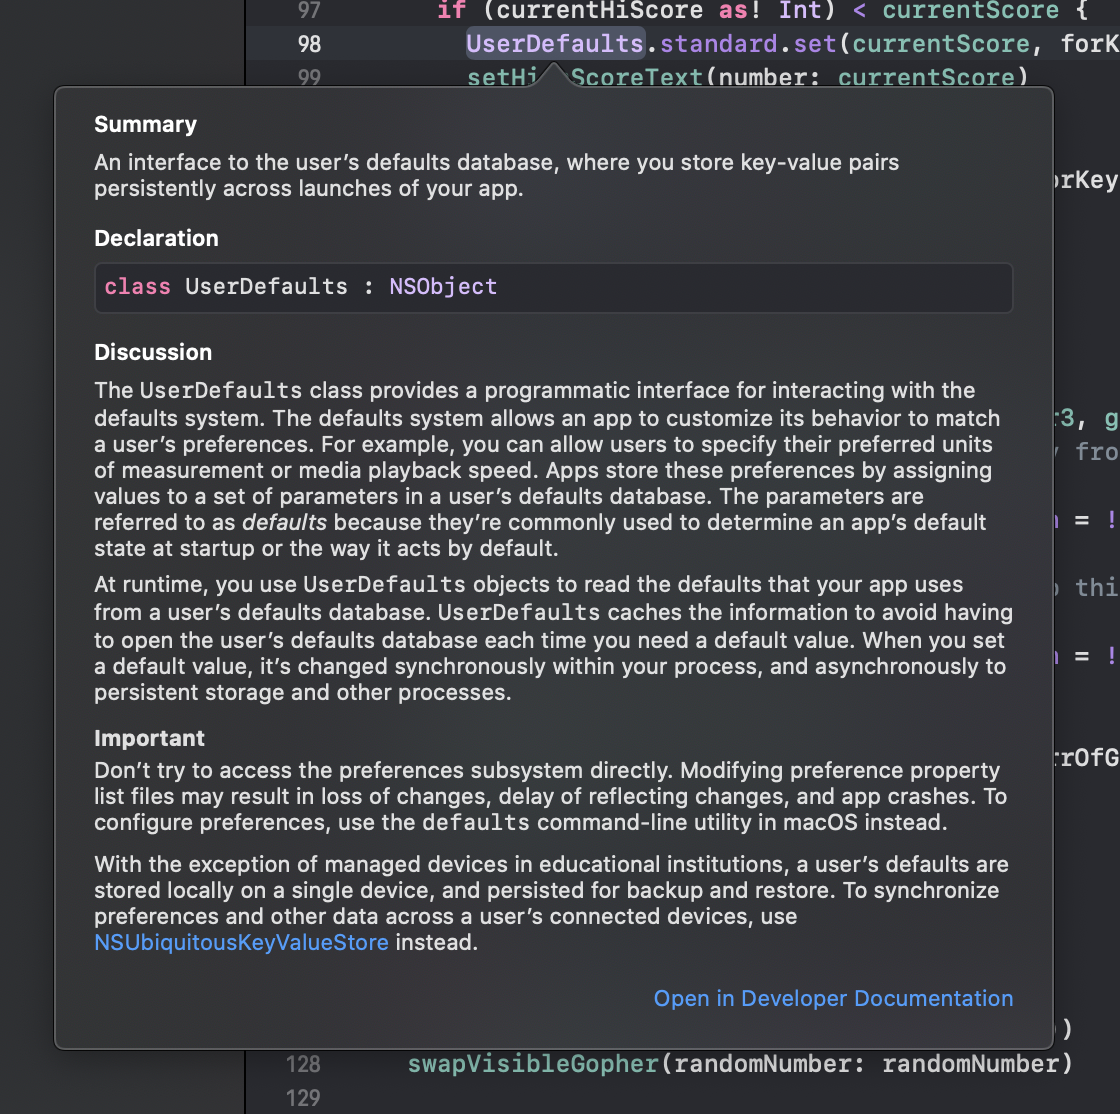 97 if (currentHiScore as! Int) < currentScore {
98 UserDefaults.standard.set(currentScore, forK
99 setHi ScoreText(number: currentScore)
Summary
An interface to the user’s defaults database, where you store key-value pairs
persistently across launches of your app.
orKey
Declaration
class UserDefaults : NSObject
Discussion
The UserDefaults class provides a programmatic interface for interacting with the
defaults system. The defaults system allows an app to customize its behavior to match
r3, g
a user’s preferences. For example, you can allow users to specify their preferred units
y fro
of measurement or media playback speed. Apps store these preferences by assigning
values to a set of parameters in a user’s defaults database. The parameters are
referred to as defaults because they’re commonly used to determine an app’s default
= !
state at startup or the way it acts by default.
At runtime, you use UserDefaults objects to read the defaults that your app uses
thi
from a user’s defaults database. UserDefaults caches the information to avoid having
to open the user’s defaults database each time you need a default value. When you set
= !
a default value, it’s changed synchronously within your process, and asynchronously to
persistent storage and other processes.
Important
rrOfG
Don’t try to access the preferences subsystem directly. Modifying preference property
list files may result in loss of changes, delay of reflecting changes, and app crashes. To
configure preferences, use the defaults command-line utility in macOS instead.
With the exception of managed devices in educational institutions, a user’s defaults are
stored locally on a single device, and persisted for backup and restore. To synchronize
preferences and other data across a user’s connected devices, use
NSUbiquitousKeyValueStore instead.
Open in Developer Documentation
)
128 swapVisibleGopher(randomNumber: randomNumber)
129